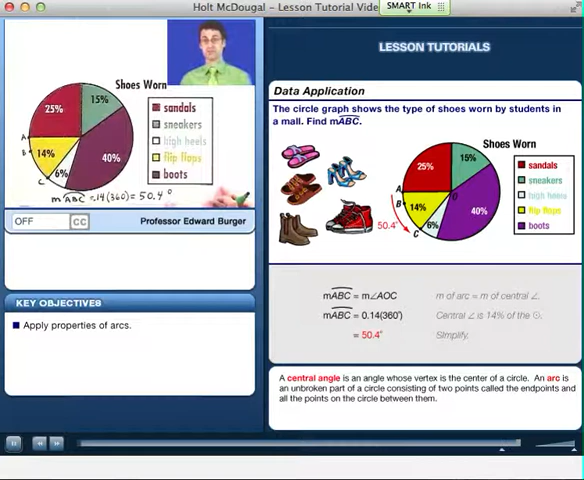 Holt McDougal - Lesson Tutorial Vide
SMART Ink
LESSON TUTORIALS
Shoes Worn
25%
15%
14%
6%
40%
A
B
C
sandals
sneakers
high heels
flip flaps
boots
m ABC = .14(360) = 50.4°
OFF
CC
Professor Edward Burger
KEY OBJECTIVES
Apply properties of arcs.
Data Application
The circle graph shows the type of shoes worn by students in
a mall. Find mABC.
Shoes Worn
25%
15%
14%
6%
40%
A
B
C
O
50.4°
sandals
sneakers
high heels
flip flaps
boots
mABC = m∠AOC
m of arc = m of central ∠.
mABC = 0.14(360°)
Central ∠ is 14% of the ⊙.
= 50.4°
Simplify.
A central angle is an angle whose vertex is the center of a circle. An arc is
an unbroken part of a circle consisting of two points called the endpoints and
all the points on the circle between them.